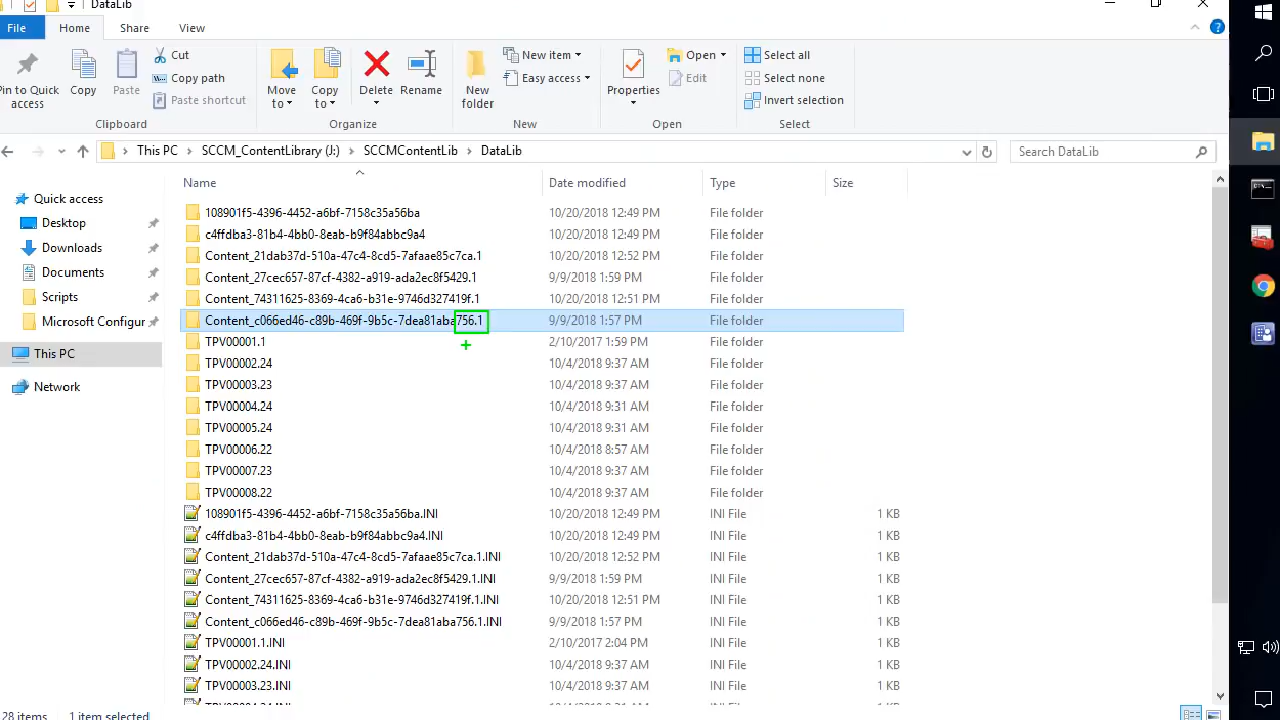 DataLib
File Home Share View
Pin to Quick access
Copy
Paste
Cut
Copy path
Paste shortcut
Clipboard
Move to
Copy to
Delete
Rename
Organize
New folder
New item
Easy access
New
Properties
Open
Edit
Open
Select all
Select none
Invert selection
Select
This PC SCCM_ContentLibrary (J:) SCCMContentLib DataLib
Search DataLib
Quick access
Desktop
Downloads
Documents
Scripts
Microsoft Configur
This PC
Network
Name Date modified Type Size
108901f5-4396-4452-a6bf-7158c35a56ba 10/20/2018 12:49 PM File folder
c4ffdba3-81b4-4bb0-8eab-b9f84abbc9a4 10/20/2018 12:49 PM File folder
Content_21dab37d-510a-47c4-8cd5-7afaae85c7ca.1 10/20/2018 12:52 PM File folder
Content_27cec657-87cf-4382-a919-ada2ec8f5429.1 9/9/2018 1:59 PM File folder
Content_74311625-8369-4ca6-b31e-9746d327419f.1 10/20/2018 12:51 PM File folder
Content_c066ed46-c89b-469f-9b5c-7dea81aba756.1 9/9/2018 1:57 PM File folder
TPV00001.1 2/10/2017 1:59 PM File folder
TPV00002.24 10/4/2018 9:37 AM File folder
TPV00003.23 10/4/2018 9:37 AM File folder
TPV00004.24 10/4/2018 9:31 AM File folder
TPV00005.24 10/4/2018 9:31 AM File folder
TPV00006.22 10/4/2018 8:57 AM File folder
TPV00007.23 10/4/2018 9:37 AM File folder
TPV00008.22 10/4/2018 9:37 AM File folder
108901f5-4396-4452-a6bf-7158c35a56ba.INI 10/20/2018 12:49 PM INI File 1 KB
c4ffdba3-81b4-4bb0-8eab-b9f84abbc9a4.INI 10/20/2018 12:49 PM INI File 1 KB
Content_21dab37d-510a-47c4-8cd5-7afaae85c7ca.1.INI 10/20/2018 12:52 PM INI File 1 KB
Content_27cec657-87cf-4382-a919-ada2ec8f5429.1.INI 9/9/2018 1:59 PM INI File 1 KB
Content_74311625-8369-4ca6-b31e-9746d327419f.1.INI 10/20/2018 12:51 PM INI File 1 KB
Content_c066ed46-c89b-469f-9b5c-7dea81aba756.1.INI 9/9/2018 1:57 PM INI File 1 KB
TPV00001.1.INI 2/10/2017 2:04 PM INI File 1 KB
TPV00002.24.INI 10/4/2018 9:37 AM INI File 1 KB
TPV00003.23.INI 10/4/2018 9:37 AM INI File 1 KB
28 items 1 item selected